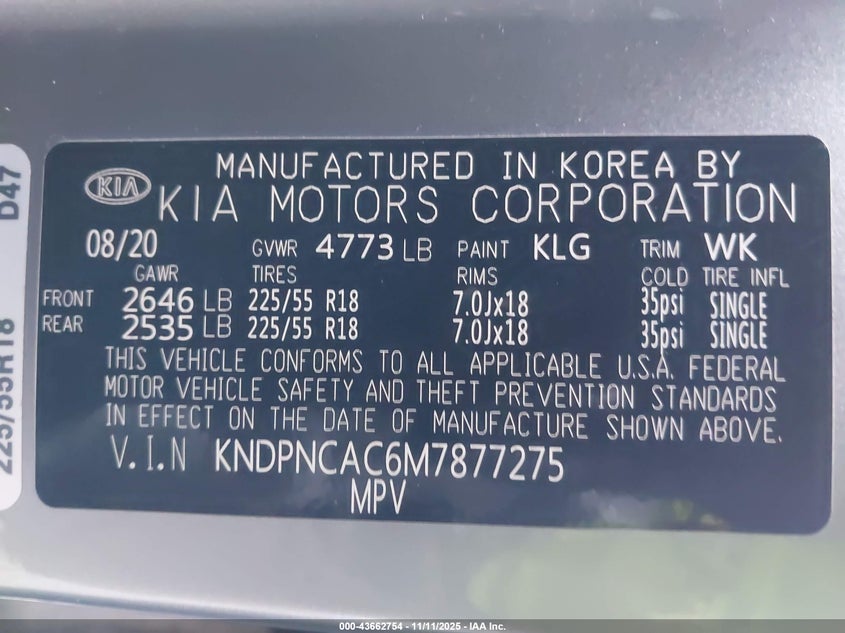 MANUFACTURED IN KOREA BY
KIA KIA MOTORS CORPORATION
08/20 GVWR 4773 LB PAINT KLG TRIM WK
GAWR TIRES RIMS COLD TIRE INFL
FRONT 2646 LB 225/55 R18 7.0Jx18 35psi SINGLE
REAR 2535 LB 225/55 R18 7.0Jx18 35psi SINGLE
THIS VEHICLE CONFORMS TO ALL APPLICABLE U.S.A. FEDERAL
MOTOR VEHICLE SAFETY AND THEFT PREVENTION STANDARDS
IN EFFECT ON THE DATE OF MANUFACTURE SHOWN ABOVE.
V.I.N KNDPNCAC6M7877275
MPV
225/55R18 D47
000-43662754 - 11/11/2025 - IAA Inc.